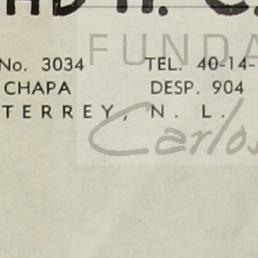 No. 3034 TEL. 40-14-
CHAPA DESP. 904
TERREY, N. L.
FUNDA
Carlos